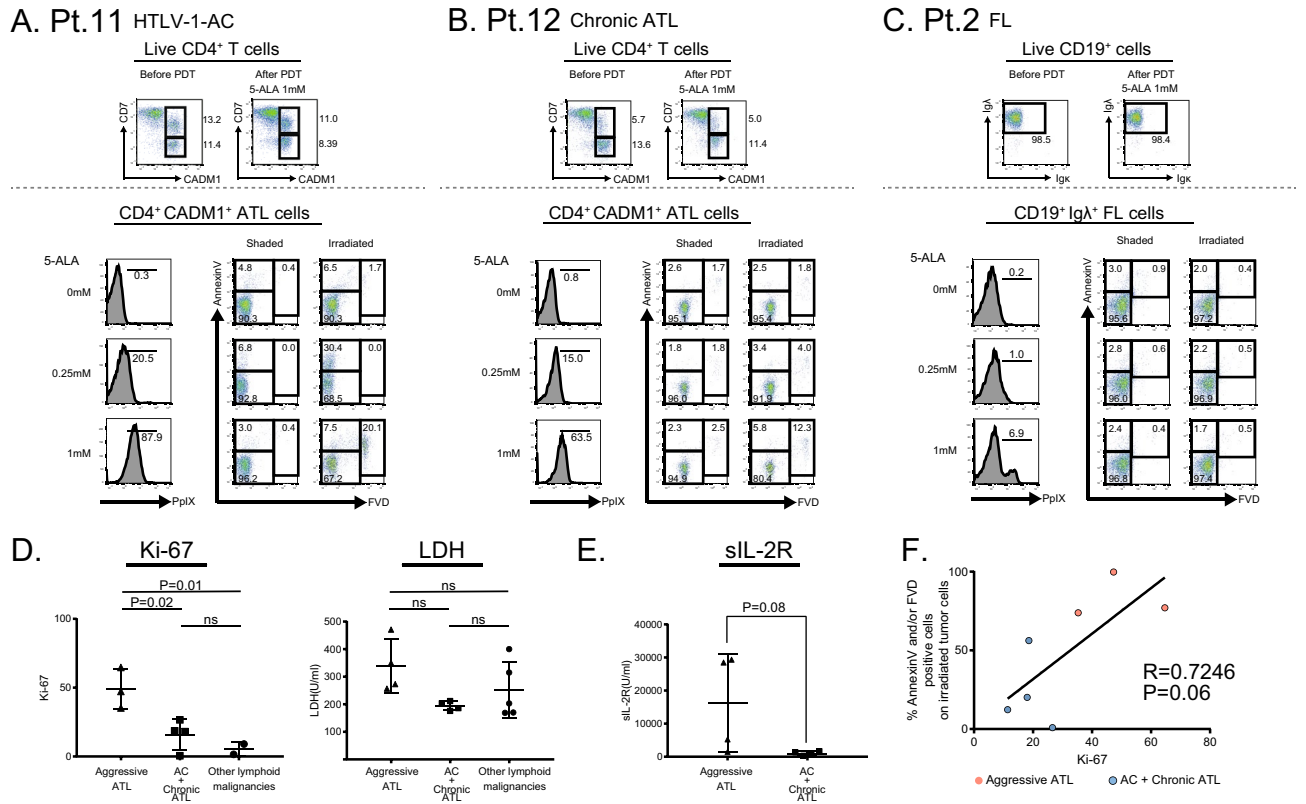 A. Pt.11 HTLV-1-AC
Live CD4+ T cells
Before PDT
After PDT
5-ALA 1mM
CD7
13.2
11.4
CADM1
CD7
11.0
8.39
CADM1
CD4+ CADM1+ ATL cells
Shaded
Irradiated
5-ALA
AnnexinV
0mM
0.3
4.8 0.4
90.3
6.5 1.7
90.3
0.25mM
20.5
6.8 0.0
92.8
30.4 0.0
68.5
1mM
87.9
3.0 0.4
96.2
7.5 20.1
67.2
PpIX
FVD
B. Pt.12 Chronic ATL
Live CD4+ T cells
Before PDT
After PDT
5-ALA 1mM
CD7
5.7
13.6
CADM1
CD7
5.0
11.4
CADM1
CD4+ CADM1+ ATL cells
Shaded
Irradiated
5-ALA
AnnexinV
0mM
0.8
2.6 1.7
95.1
2.5 1.8
95.4
0.25mM
15.0
1.8 1.8
96.0
3.4 4.0
91.9
1mM
63.5
2.3 2.5
94.9
5.8 12.3
80.4
PpIX
FVD
C. Pt.2 FL
Live CD19+ cells
Before PDT
After PDT
5-ALA 1mM
Igλ
98.5
Igκ
Igλ
98.4
Igκ
CD19+ Igλ+ FL cells
Shaded
Irradiated
5-ALA
AnnexinV
0mM
0.2
3.0 0.9
95.6
2.0 0.4
97.2
0.25mM
1.0
2.8 0.6
96.0
2.2 0.5
96.9
1mM
6.9
2.4 0.4
96.8
1.7 0.5
97.4
PpIX
FVD
D.
Ki-67
P=0.01
P=0.02
ns
Ki-67
100
50
0
Aggressive
ATL
AC
+
Chronic
ATL
Other lymphoid
malignancies
LDH
ns
ns
ns
LDH(U/ml)
500
400
300
200
0
Aggressive
ATL
AC
+
Chronic
ATL
Other lymphoid
malignancies
E.
sIL-2R
P=0.08
sIL-2R(U/ml)
40000
30000
20000
10000
0
Aggressive
ATL
AC
+
Chronic
ATL
F.
% AnnexinV and/or FVD
positive cells
on irradiated tumor cells
100
50
0
R=0.7246
P=0.06
0 20 40 60 80
Ki-67
Aggressive ATL
AC + Chronic ATL